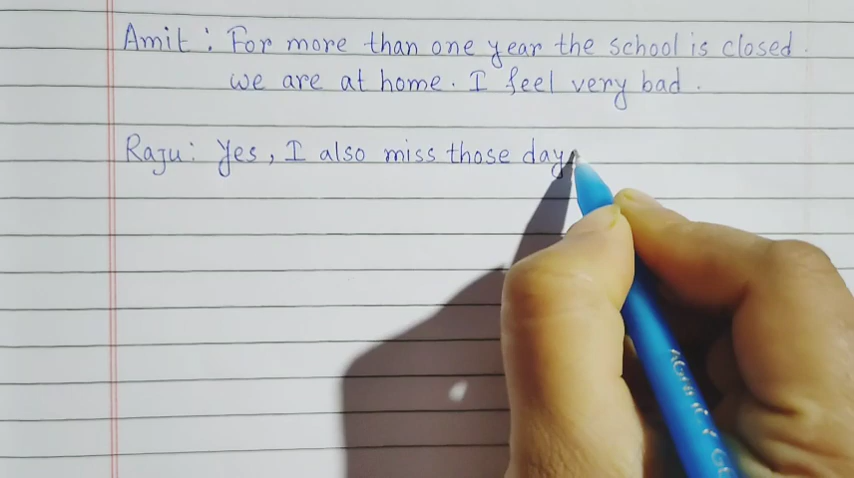 Amit : For more than one year the school is closed.
we are at home. I feel very bad.
Raju: Yes, I also miss those day